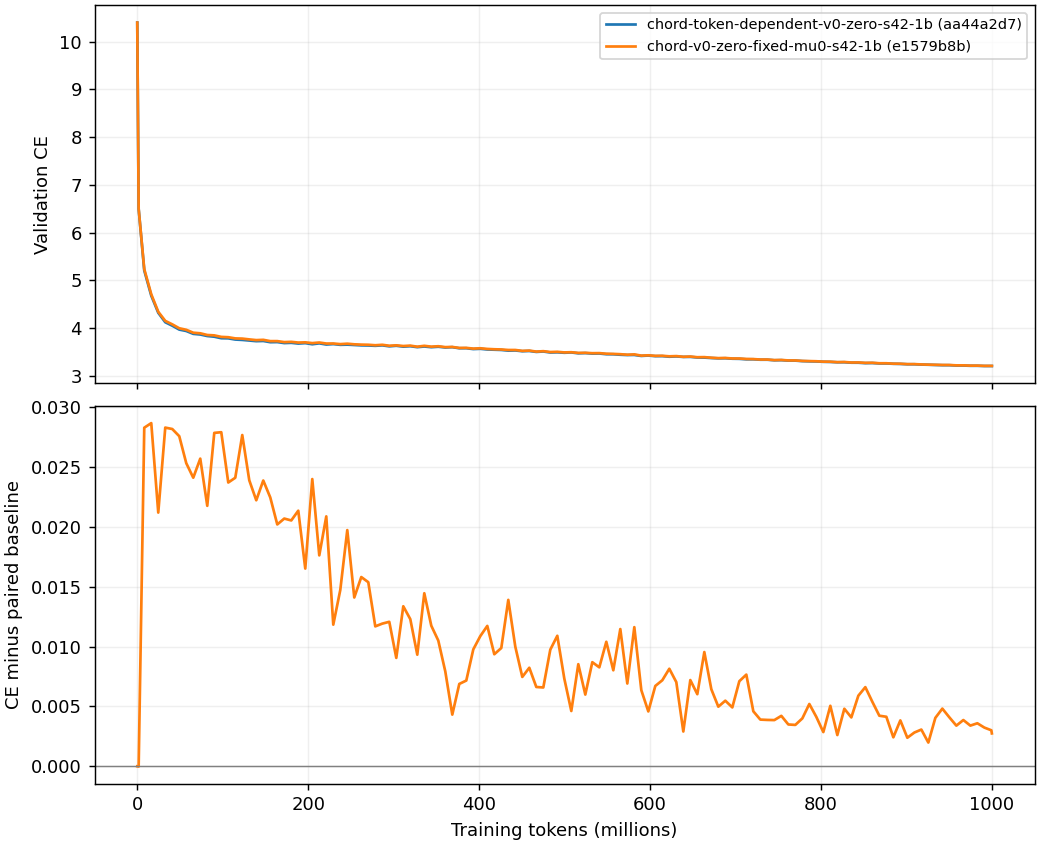 chord-token-dependent-v0-zero-s42-1b (aa44a2d7)
chord-v0-zero-fixed-mu0-s42-1b (e1579b8b)
Validation CE
10
9
8
7
6
5
4
3
CE minus paired baseline
0.030
0.025
0.020
0.015
0.010
0.005
0.000
0 200 400 600 800 1000
Training tokens (millions)